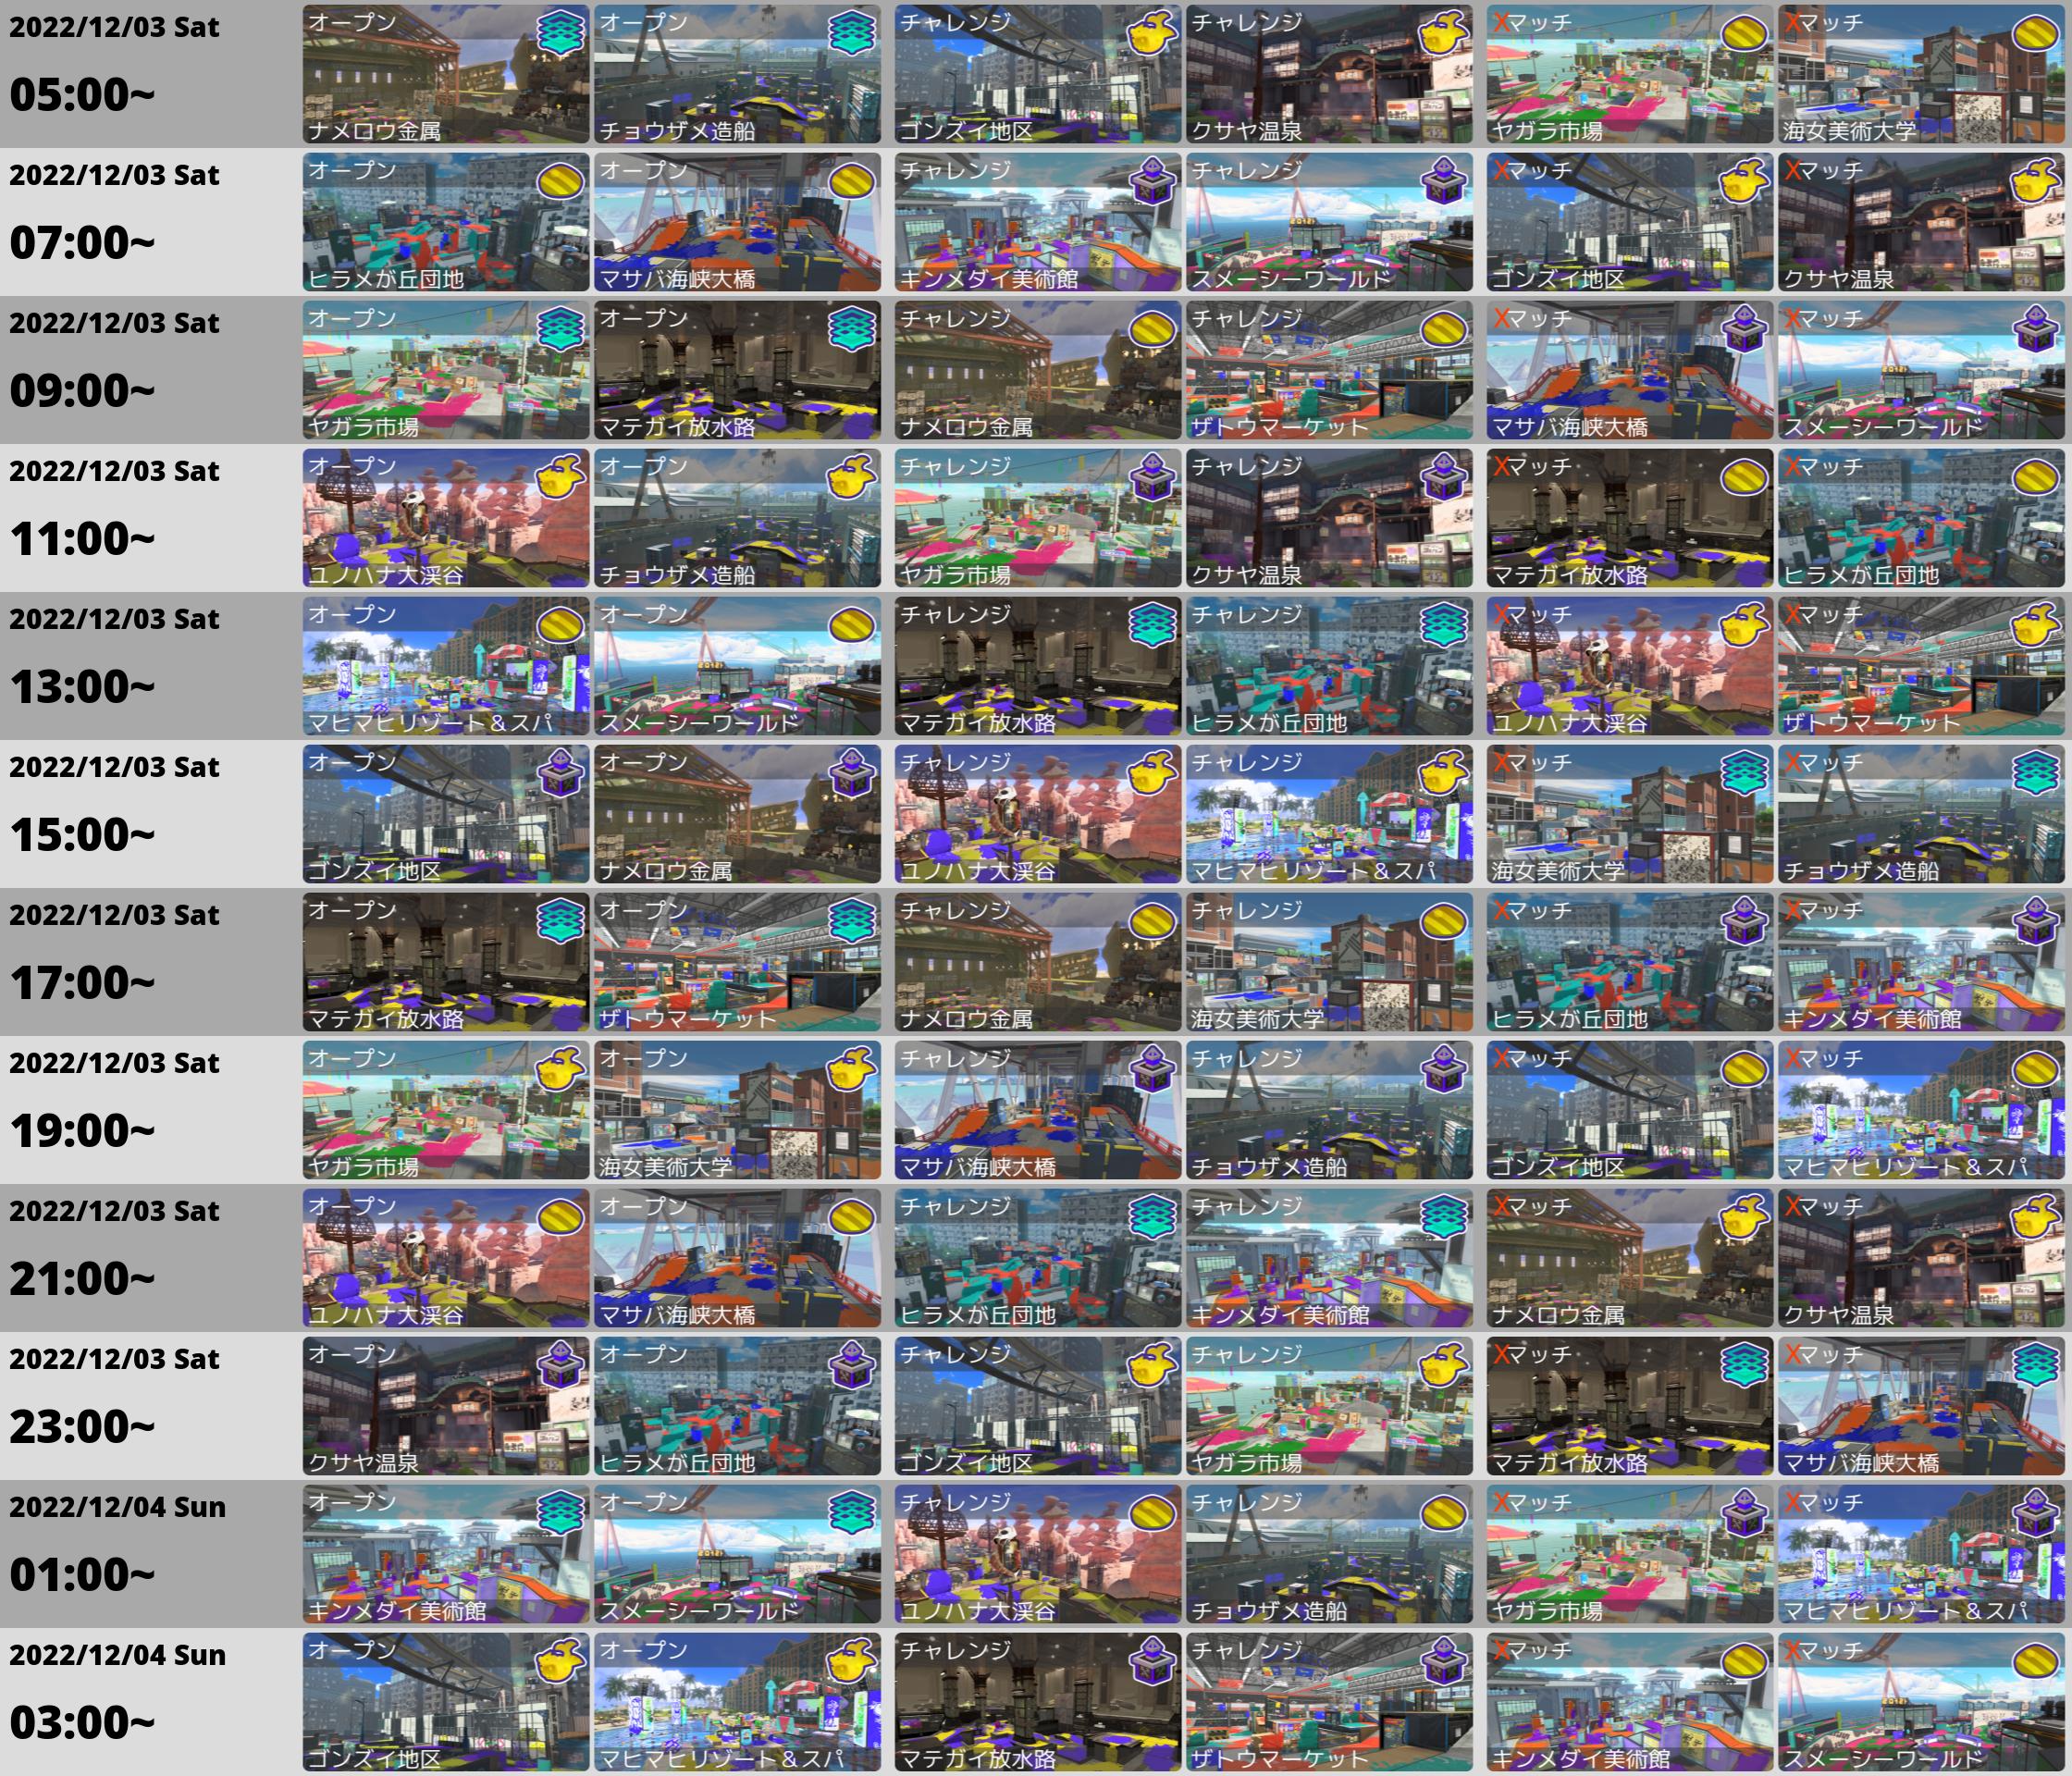 2022/12/03 Sat
05:00~
オープン オープン チャレンジ チャレンジ Xマッチ Xマッチ
ナメロウ金属 チョウザメ造船 ゴンズイ地区 クサヤ温泉 ヤガラ市場 海女美術大学
2022/12/03 Sat
07:00~
オープン オープン チャレンジ チャレンジ Xマッチ Xマッチ
ヒラメが丘団地 マサバ海峡大橋 キンメダイ美術館 スメーシーワールド ゴンズイ地区 クサヤ温泉
2022/12/03 Sat
09:00~
オープン オープン チャレンジ チャレンジ Xマッチ Xマッチ
ヤガラ市場 マテガイ放水路 ナメロウ金属 ザトウマーケット マサバ海峡大橋 スメーシーワールド
2022/12/03 Sat
11:00~
オープン オープン チャレンジ チャレンジ Xマッチ Xマッチ
ユノハナ大渓谷 チョウザメ造船 ヤガラ市場 クサヤ温泉 マテガイ放水路 ヒラメが丘団地
2022/12/03 Sat
13:00~
オープン オープン チャレンジ チャレンジ Xマッチ Xマッチ
マヒマヒリゾート＆スパ スメーシーワールド マテガイ放水路 ヒラメが丘団地 ユノハナ大渓谷 ザトウマーケット
2022/12/03 Sat
15:00~
オープン オープン チャレンジ チャレンジ Xマッチ Xマッチ
ゴンズイ地区 ナメロウ金属 ユノハナ大渓谷 マヒマヒリゾート＆スパ 海女美術大学 チョウザメ造船
2022/12/03 Sat
17:00~
オープン オープン チャレンジ チャレンジ Xマッチ Xマッチ
マテガイ放水路 ザトウマーケット ナメロウ金属 海女美術大学 ヒラメが丘団地 キンメダイ美術館
2022/12/03 Sat
19:00~
オープン オープン チャレンジ チャレンジ Xマッチ Xマッチ
ヤガラ市場 海女美術大学 マサバ海峡大橋 チョウザメ造船 ゴンズイ地区 マヒマヒリゾート＆スパ
2022/12/03 Sat
21:00~
オープン オープン チャレンジ チャレンジ Xマッチ Xマッチ
ユノハナ大渓谷 マサバ海峡大橋 ヒラメが丘団地 キンメダイ美術館 ナメロウ金属 クサヤ温泉
2022/12/03 Sat
23:00~
オープン オープン チャレンジ チャレンジ Xマッチ Xマッチ
クサヤ温泉 ヒラメが丘団地 ゴンズイ地区 ヤガラ市場 マテガイ放水路 マサバ海峡大橋
2022/12/04 Sun
01:00~
オープン オープン チャレンジ チャレンジ Xマッチ Xマッチ
キンメダイ美術館 スメーシーワールド ユノハナ大渓谷 チョウザメ造船 ヤガラ市場 マヒマヒリゾート＆スパ
2022/12/04 Sun
03:00~
オープン オープン チャレンジ チャレンジ Xマッチ Xマッチ
ゴンズイ地区 マヒマヒリゾート＆スパ マテガイ放水路 ザトウマーケット キンメダイ美術館 スメーシーワールド